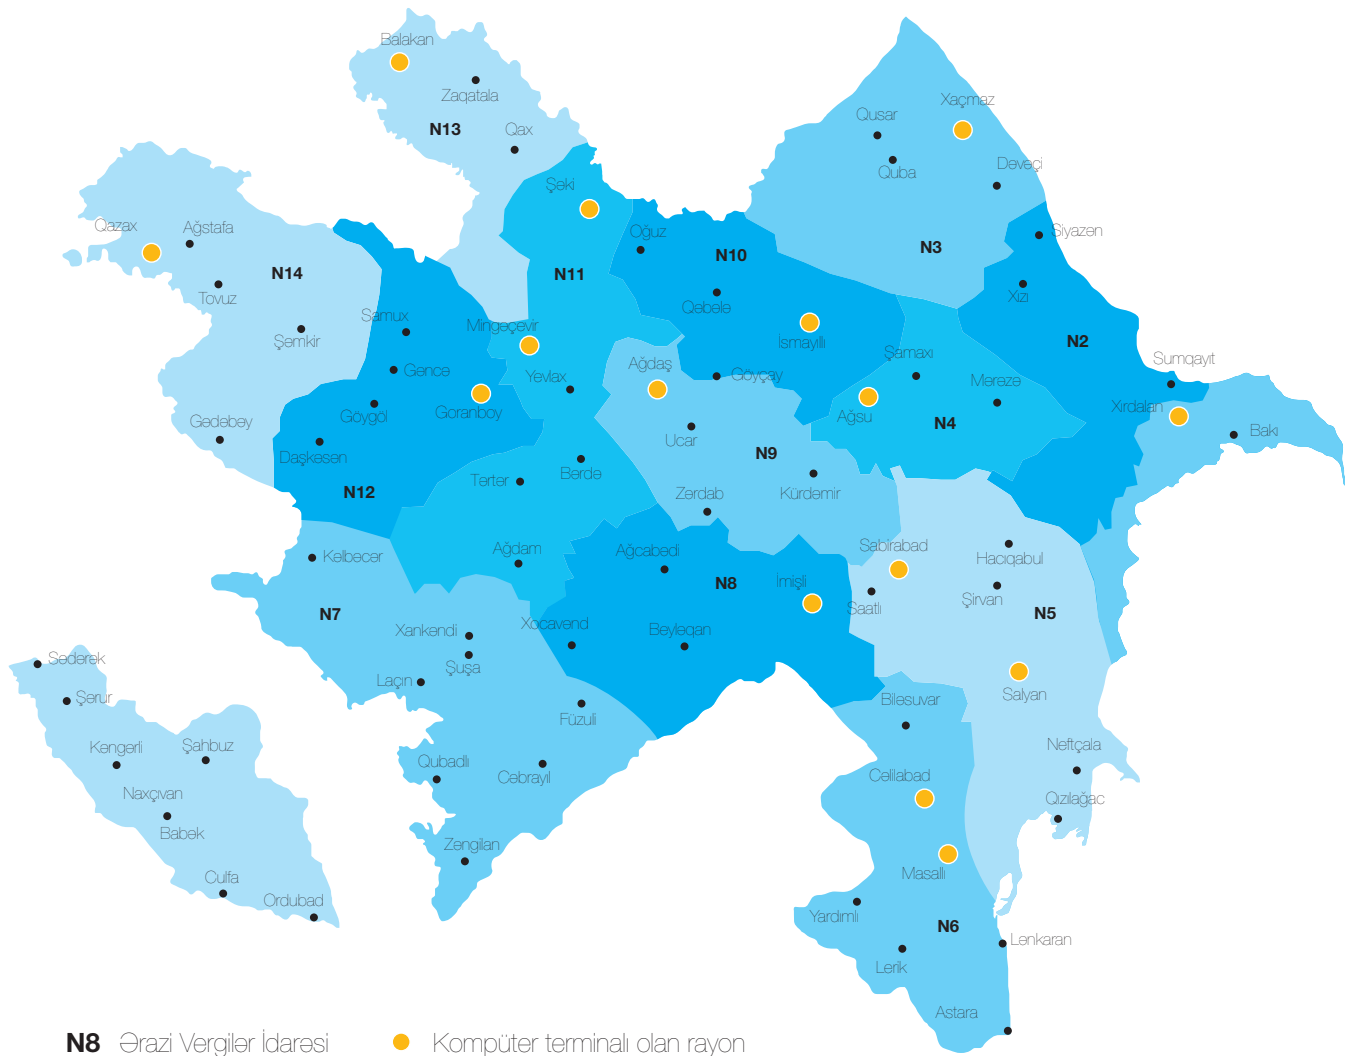 Balakan
Zaqatala
N13
Qax
Xaçmaz
Qusar
Quba
Dəvəçi
Şəki
Qazax
Ağstafa
N14
Tovuz
Şəmkir
Samux
Gəncə
Göygöl
Goranboy
Gədəbəy
Daşkəsən
N12
N11
Mingəçevir
Yevlax
Oğuz
N10
Qəbələ
İsmayıllı
N3
Siyəzən
Xızı
N2
Sumqayıt
Xırdalan
Bakı
Şamaxı
Mərəzə
Ağsu
N4
Ağdaş
Göyçay
Ucar
N9
Kürdəmir
Zərdab
Bərdə
Tərtər
Ağdam
Kəlbəcər
N7
Xankəndi
Şuşa
Laçın
Xocavənd
Ağcabədi
N8
İmişli
Beyləqan
Sabirabad
Saatlı
Hacıqabul
Şirvan
N5
Salyan
Neftçala
Qızılağac
Füzuli
Qubadlı
Cəbrayıl
Zəngilan
Biləsuvar
Cəlilabad
Masallı
Yardımlı
N6
Lerik
Lənkaran
Astara
Sədərək
Şərur
Kəngərli
Şahbuz
Naxçıvan
Babək
Culfa
Ordubad
N8 Ərazi Vergilər İdarəsi
Kompüter terminalı olan rayon